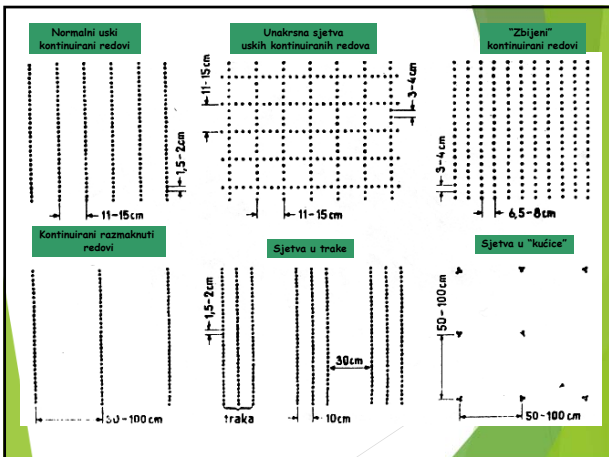 Normalni uski
kontinuirani redovi
Unakrsna sjetva
uskih kontinuiranih redova
"Zbijeni"
kontinuirani redovi
1,5-2cm
11-15cm
11-15cm
3-4cm
11-15cm
3-4cm
6,5-8cm
Kontinuirani razmaknuti
redovi
Sjetva u trake
Sjetva u "kućice"
-100cm
1,5-2cm
traka
10cm
30cm
50-100cm
50-100cm